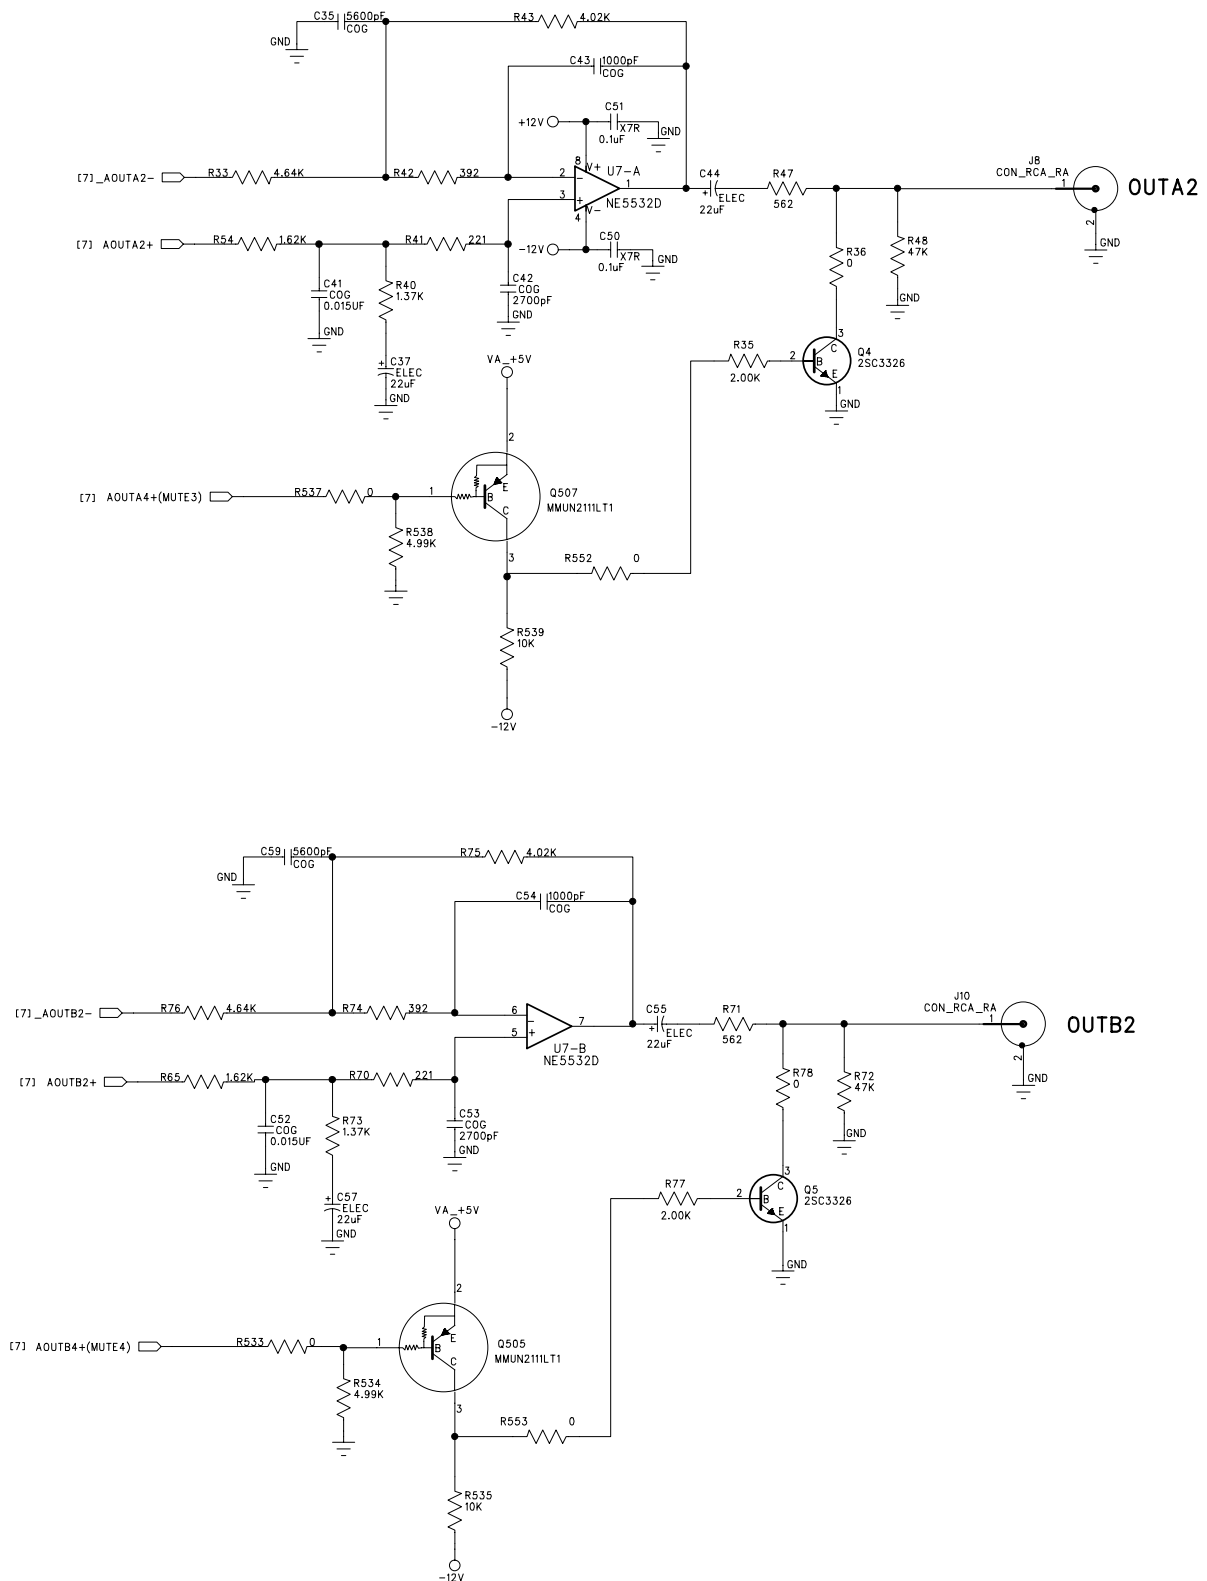 C35 5600pF
COG
GND
R43 4.02K
C43 1000pF
COG
C51
X7R
0.1uF
GND
+12V
[7]_AOUTA2-
R33 4.64K
R42 392
8
V+
2
-
3
+
U7-A
1
NE5532D
4
V-
C44
+ ELEC
22uF
R47
562
J8
CON_RCA_RA
1
2
GND
OUTA2
[7] AOUTA2+
R54 1.62K
R41 221
-12V
C50
X7R
0.1uF
GND
R36
0
R48
47K
GND
C41
COG
0.015UF
GND
R40
1.37K
C42
COG
2700pF
GND
+
C37
ELEC
22uF
GND
VA_+5V
R35
2.00K
2
3
C
B
E
1
Q4
2SC3326
GND
2
[7] AOUTA4+(MUTE3)
R537 0
1
E
B
C
Q507
MMUN2111LT1
R538
4.99K
3
R552 0
R539
10K
-12V
C59 5600pF
COG
GND
R75 4.02K
C54 1000pF
COG
[7]_AOUTB2-
R76 4.64K
R74 392
6
-
5
+
7
U7-B
NE5532D
C55
+ ELEC
22uF
R71
562
J10
CON_RCA_RA
1
2
GND
OUTB2
[7] AOUTB2+
R65 1.62K
R70 221
R78
0
R72
47K
GND
C52
COG
0.015UF
GND
R73
1.37K
C53
COG
2700pF
GND
+
C57
ELEC
22uF
GND
VA_+5V
R77
2.00K
2
3
C
B
E
1
Q5
2SC3326
GND
2
[7] AOUTB4+(MUTE4)
R533 0
1
E
B
C
Q505
MMUN2111LT1
R534
4.99K
3
R553 0
R535
10K
-12V